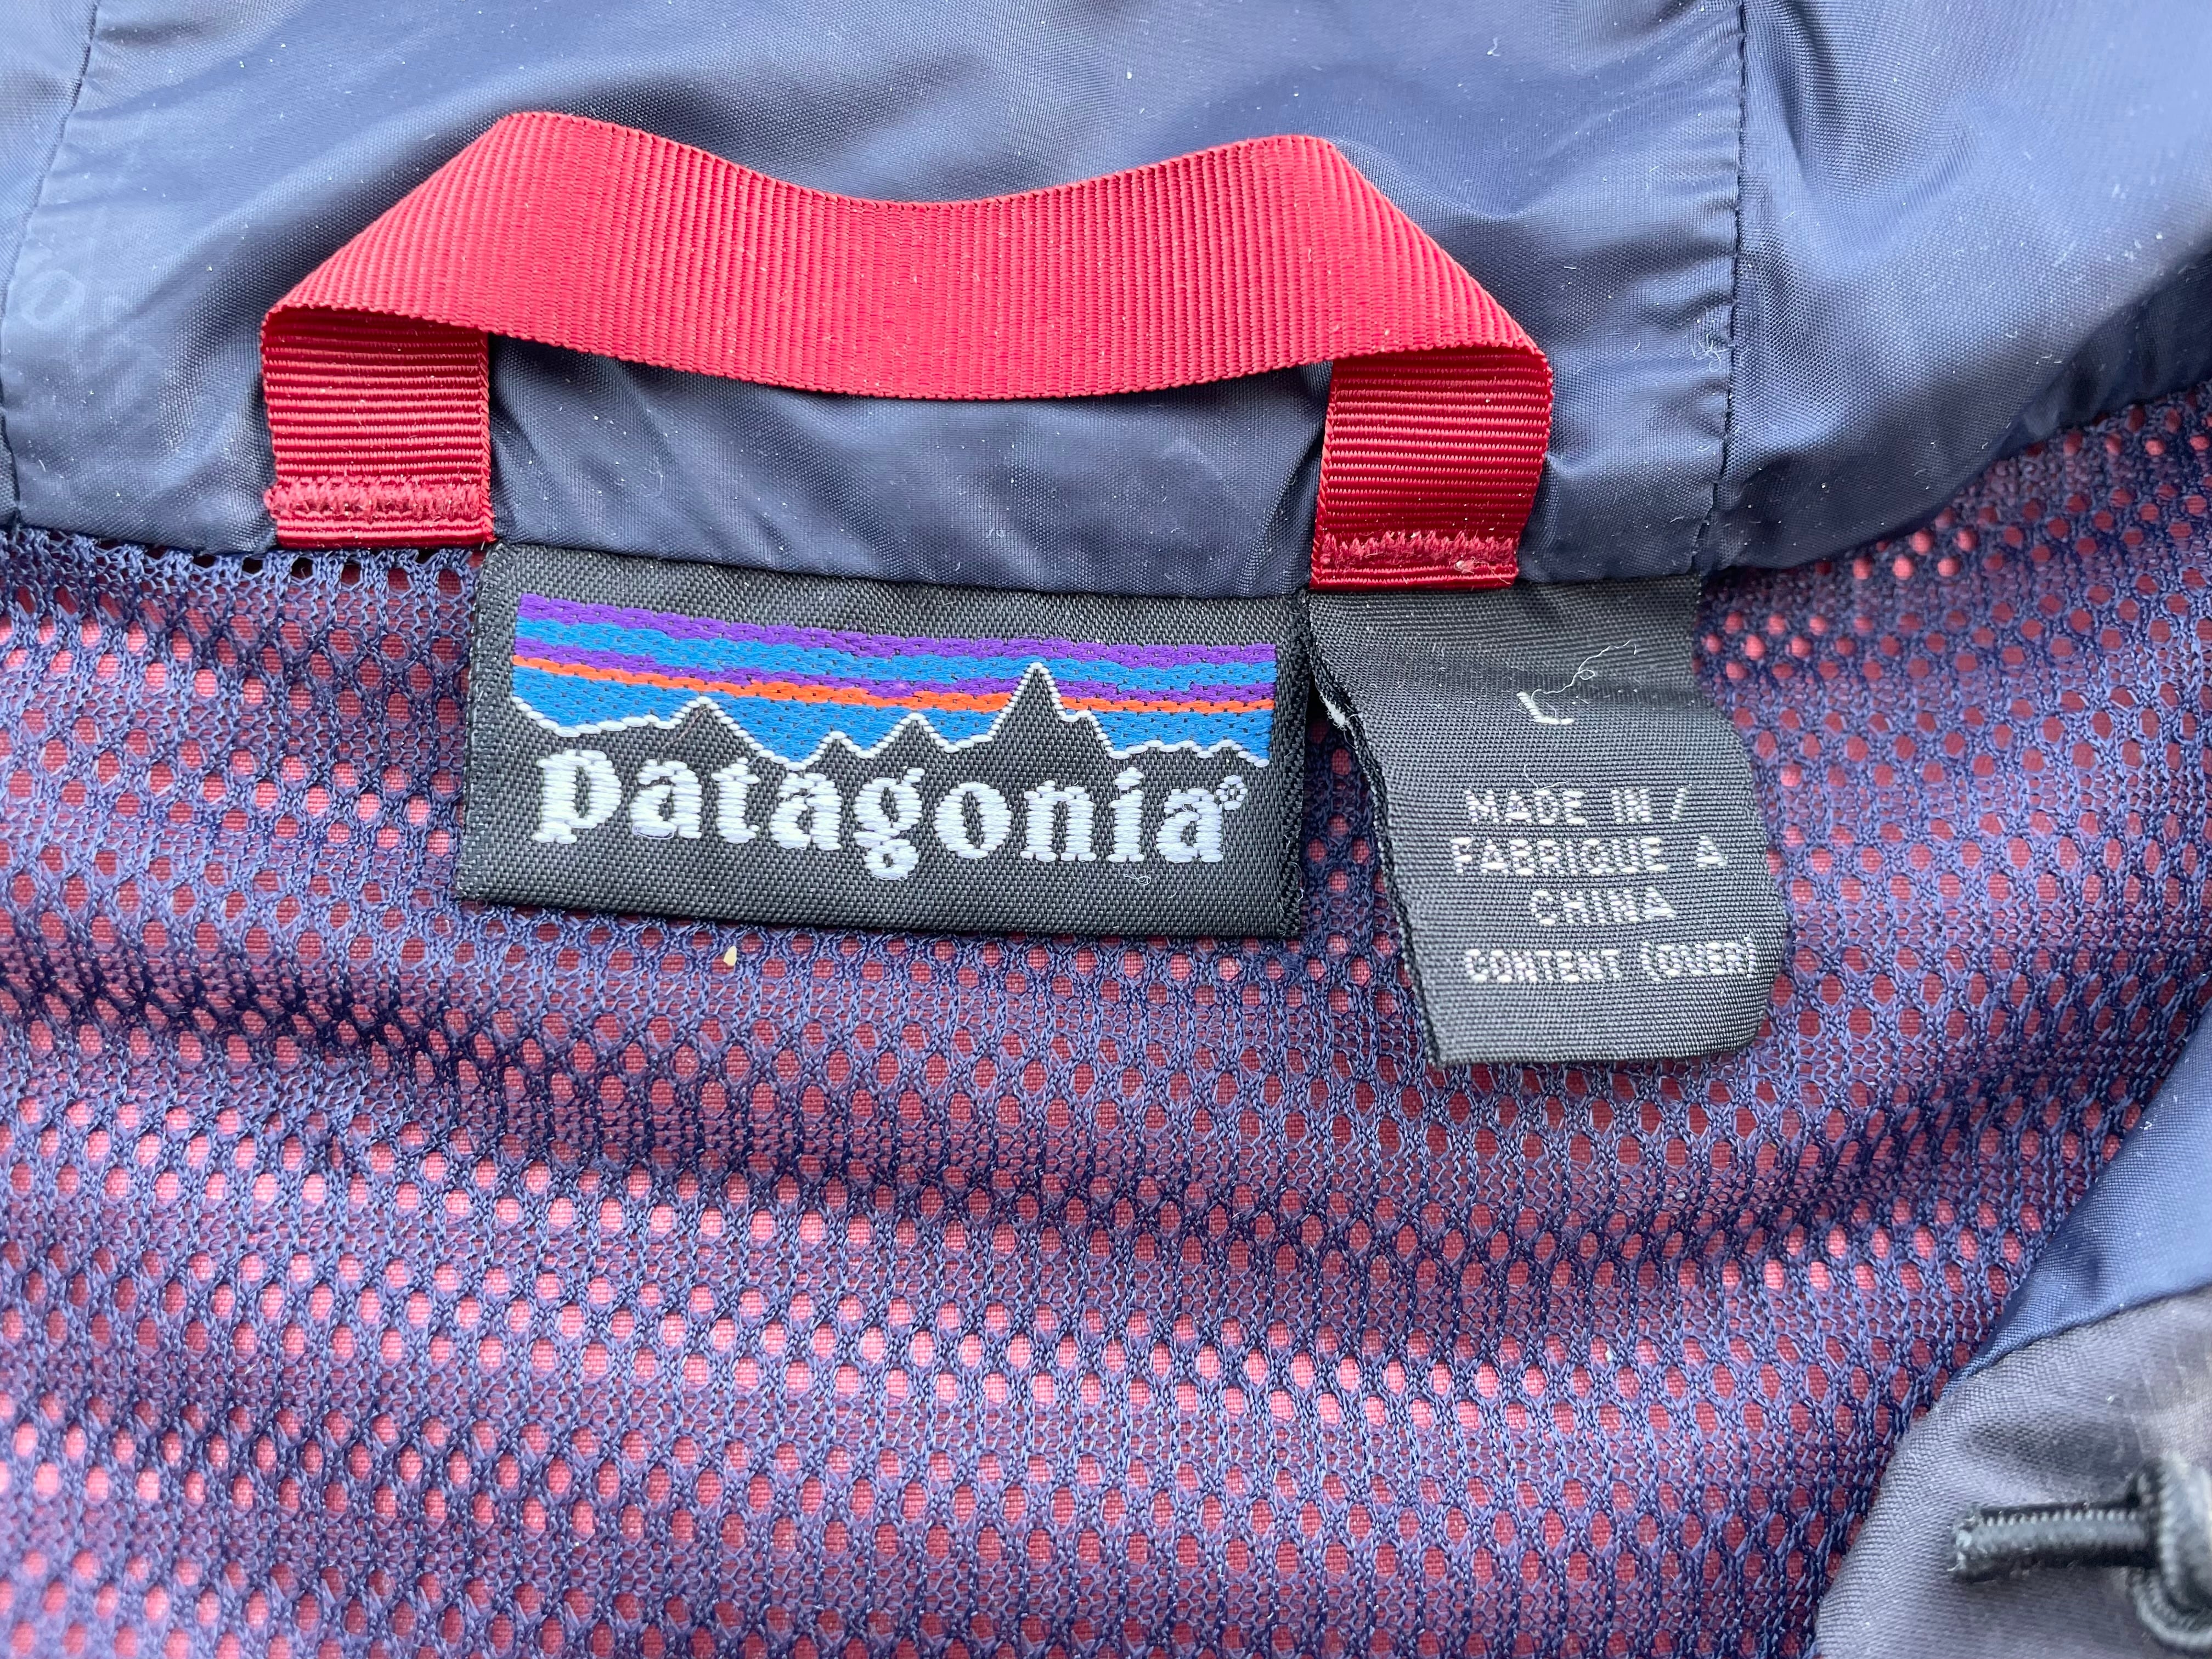 patagonia®
L
MADE IN /
FABRIQUE A
CHINA
CONTENT (OVER)